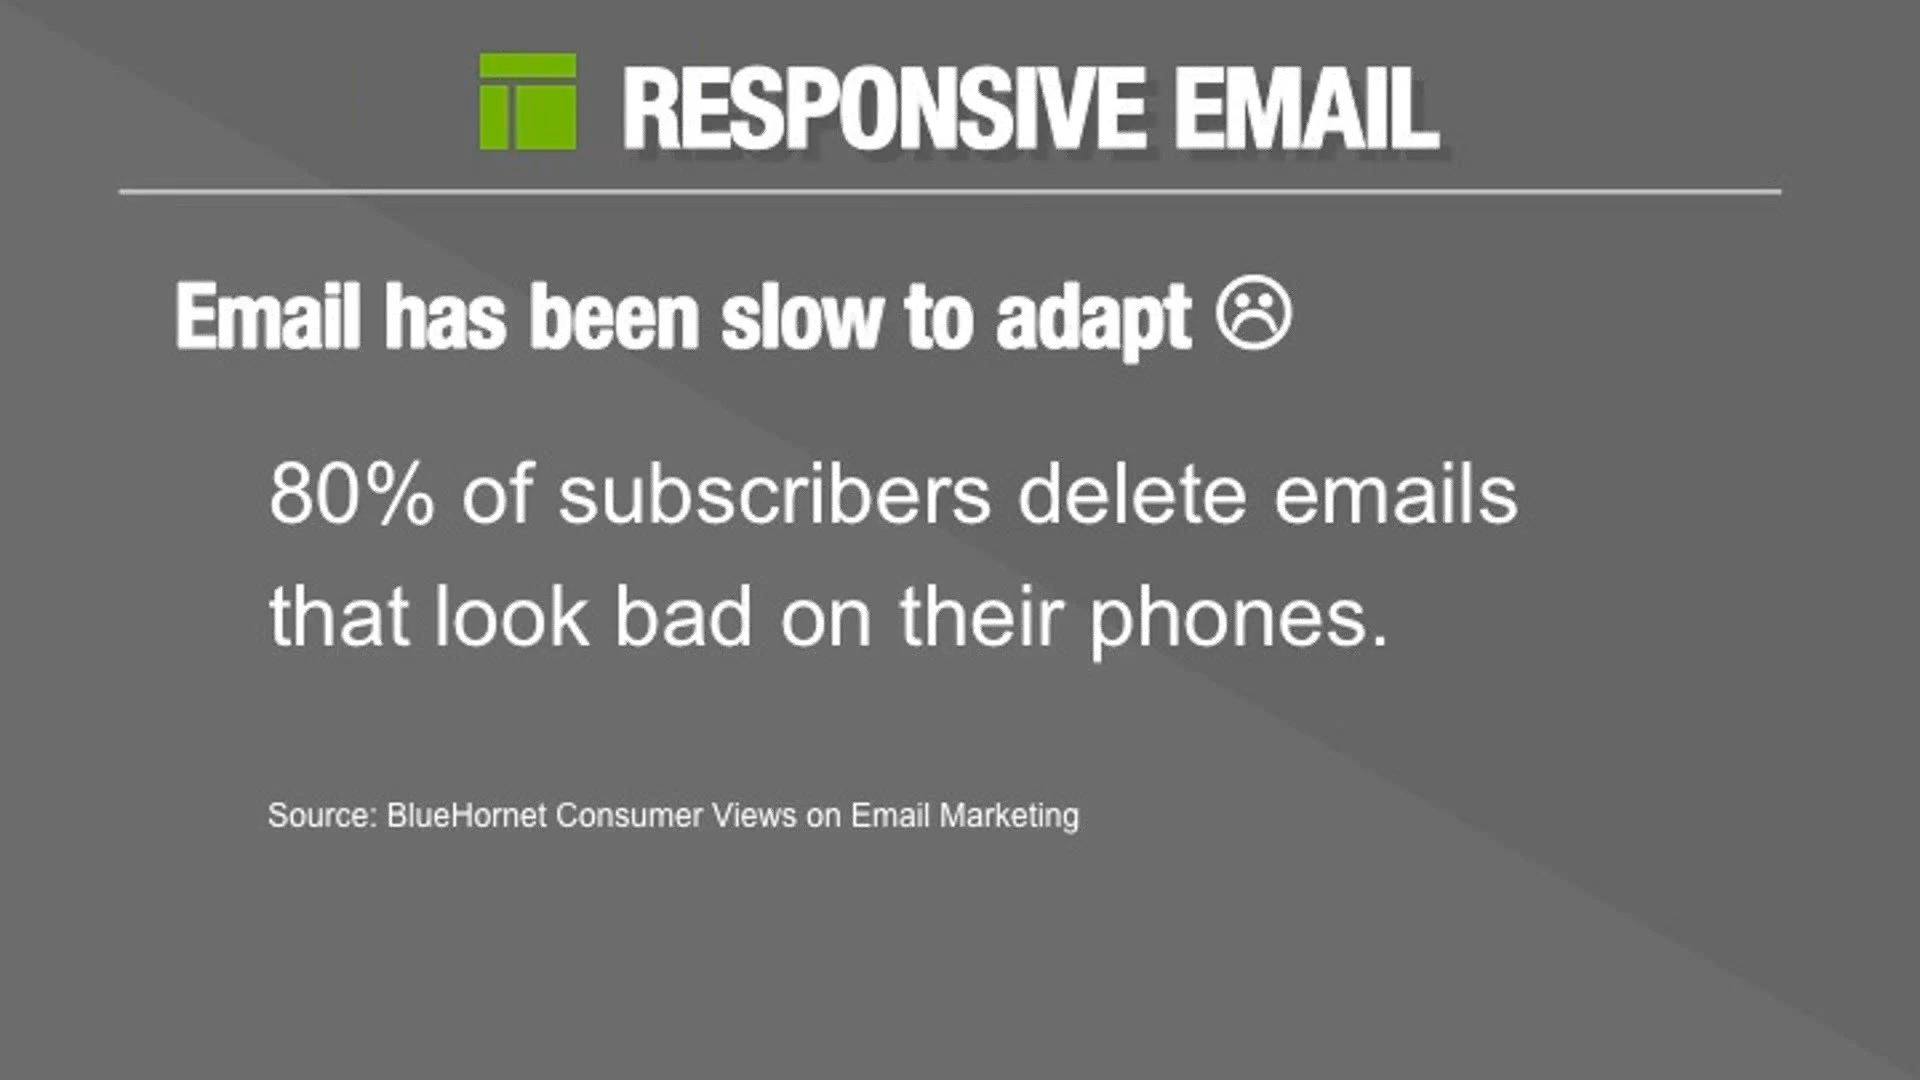 RESPONSIVE EMAIL
Email has been slow to adapt ☹
80% of subscribers delete emails
that look bad on their phones.
Source: BlueHornet Consumer Views on Email Marketing